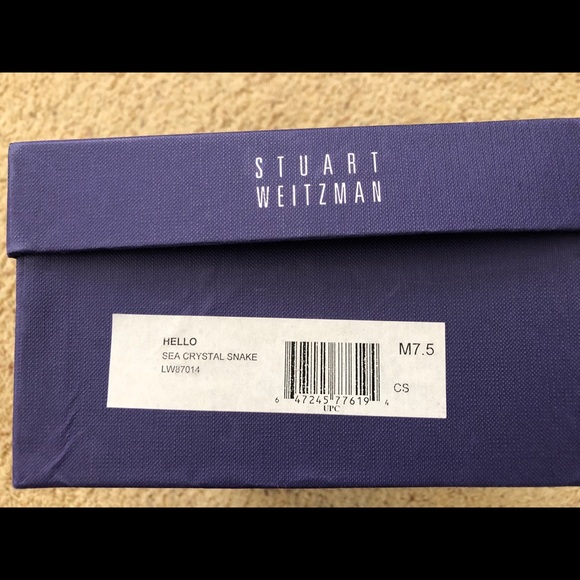 STUART
WEITZMAN
HELLO
SEA CRYSTAL SNAKE
LW87014
6 47245 77619 4
UPC
M7.5
CS